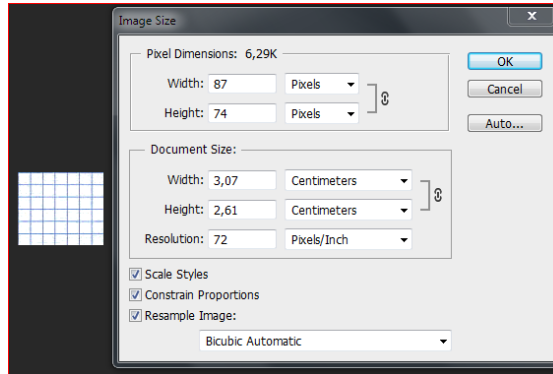 Image Size
x
Pixel Dimensions: 6,29K
OK
Width: 87 Pixels
Cancel
Height: 74 Pixels
Auto...
Document Size:
Width: 3,07 Centimeters
Height: 2,61 Centimeters
Resolution: 72 Pixels/Inch
Scale Styles
Constrain Proportions
Resample Image:
Bicubic Automatic